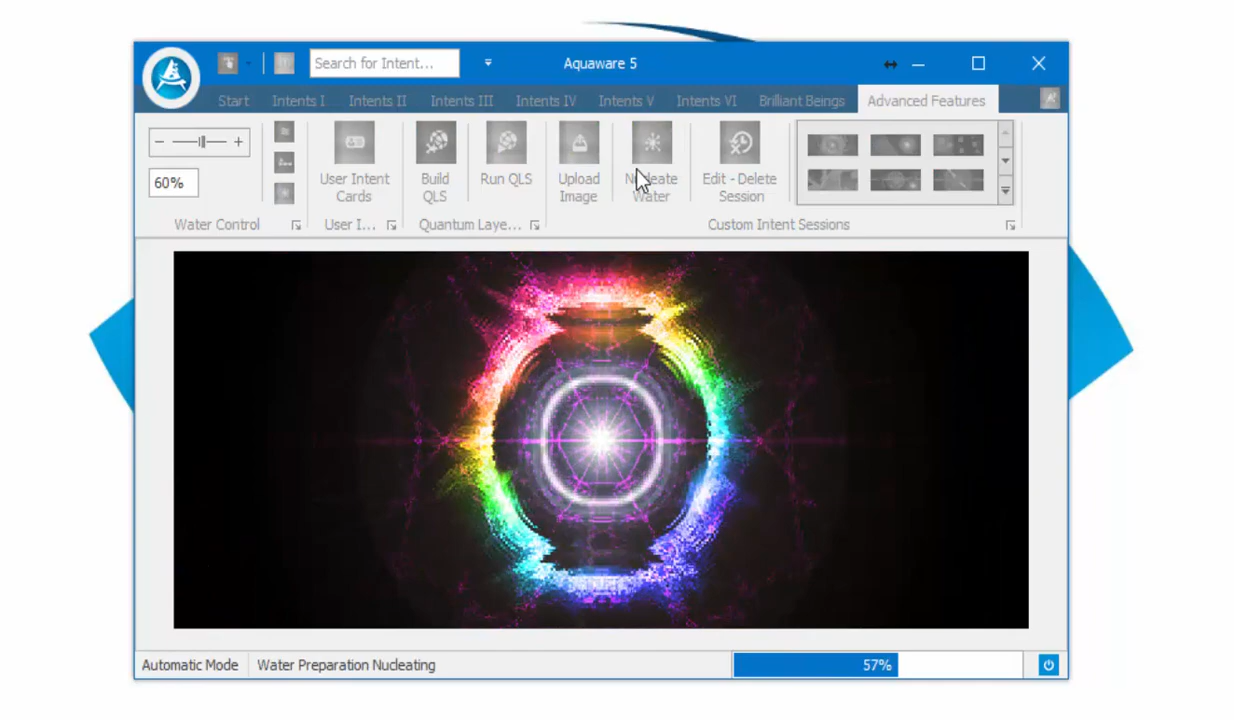 Search for Intent...
Aquaware 5
Start
Intents I
Intents II
Intents III
Intents IV
Intents V
Intents VI
Brilliant Beings
Advanced Features
60%
User Intent
Cards
Build
QLS
Run QLS
Upload
Image
Nucleate
Water
Edit - Delete
Session
Water Control
User I...
Quantum Laye...
Custom Intent Sessions
Automatic Mode
Water Preparation Nucleating
57%